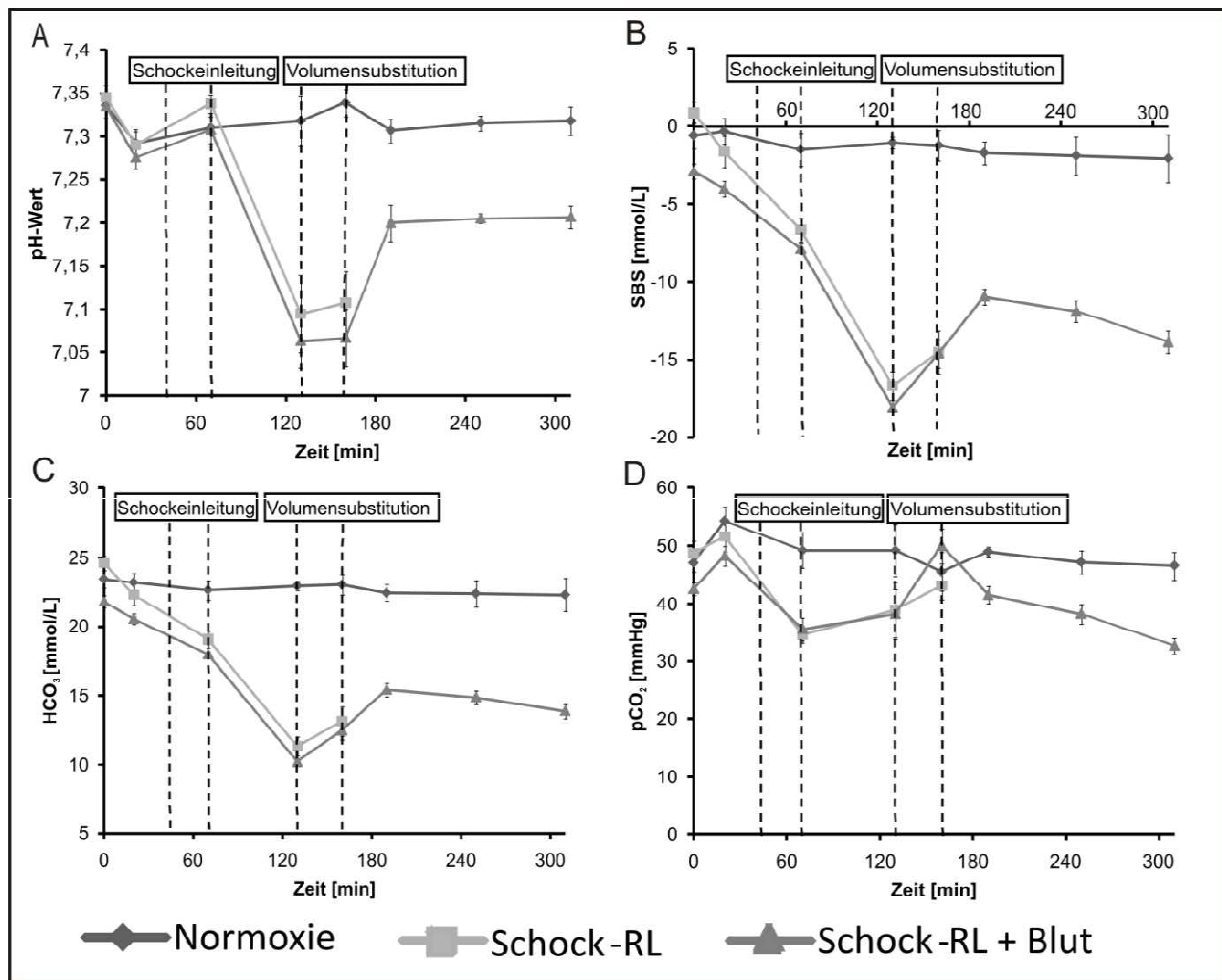 A
7,4
7,35
7,3
7,25
7,2
7,15
7,1
7,05
7
pH-Wert
Schockeinleitung
Volumensubstitution
0 60 120 180 240 300
Zeit [min]
B
5
0
-5
-10
-15
-20
SBS [mmol/L]
Schockeinleitung
Volumensubstitution
60 120 180 240 300
Zeit [min]
C
30
25
20
15
10
5
HCO₃ [mmol/L]
Schockeinleitung
Volumensubstitution
0 60 120 180 240 300
Zeit [min]
D
60
50
40
30
20
10
0
pCO₂ [mmHg]
Schockeinleitung
Volumensubstitution
0 60 120 180 240 300
Zeit [min]
Normoxie
Schock-RL
Schock-RL + Blut